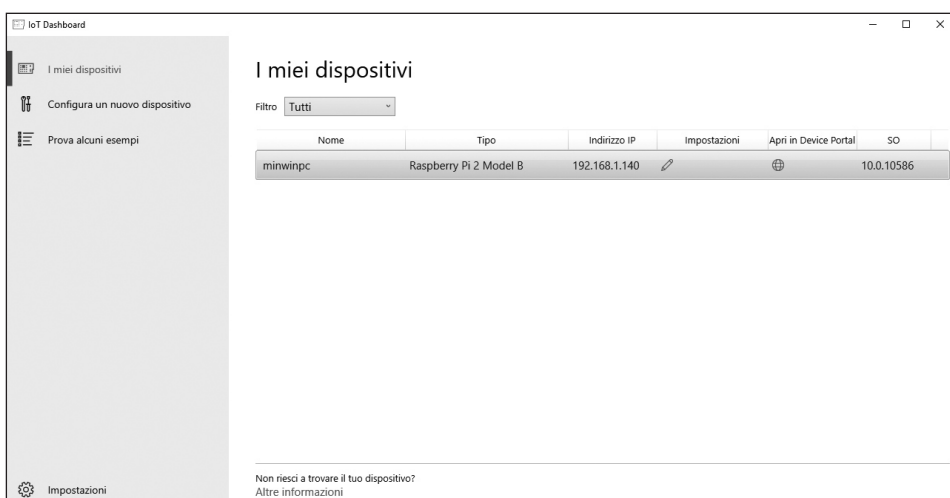 IoT Dashboard
I miei dispositivi
Configura un nuovo dispositivo
Prova alcuni esempi
Impostazioni
I miei dispositivi
Filtro Tutti
Nome Tipo Indirizzo IP Impostazioni Apri in Device Portal SO
minwinpc Raspberry Pi 2 Model B 192.168.1.140 10.0.10586
Non riesci a trovare il tuo dispositivo?
Altre informazioni